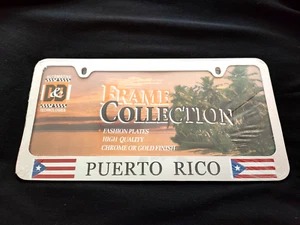 FRAME
COLLECTION
FASHION PLATES
HIGH QUALITY
CHROME OR GOLD FINISH
PUERTO RICO